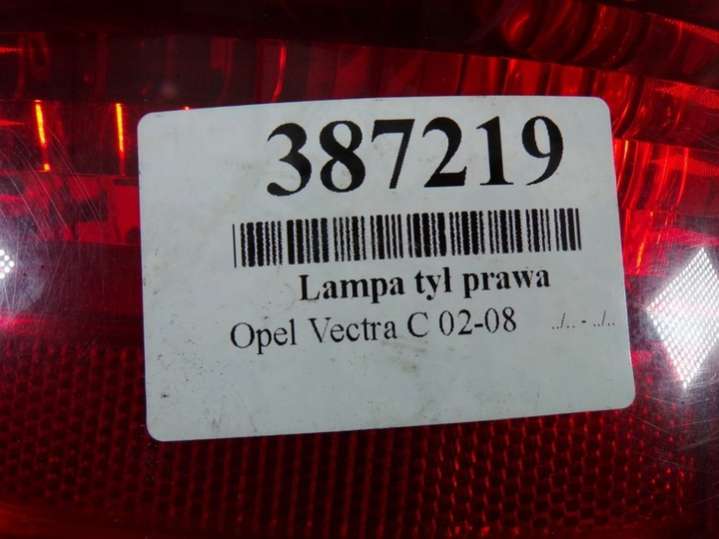 387219
Lampa tył prawa
Opel Vectra C 02-08 ../.. - ../..